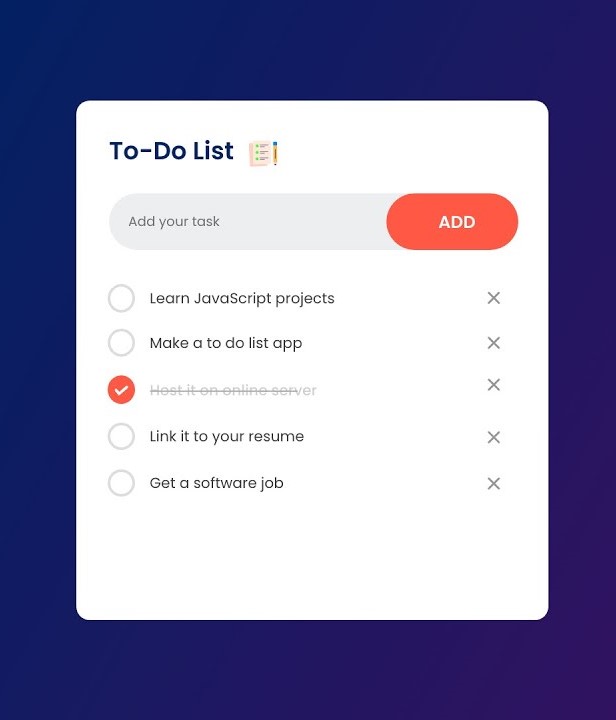 To-Do List
Add your task
ADD
Learn JavaScript projects
Make a to do list app
Host it on online server
Link it to your resume
Get a software job